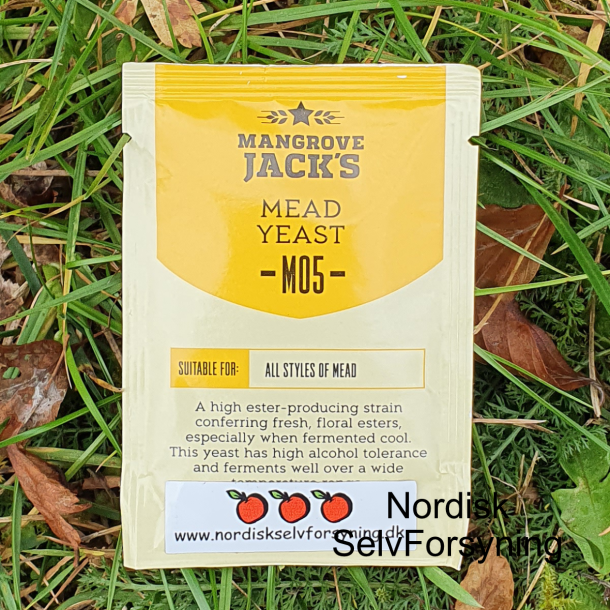 MANGROVE
JACK'S
MEAD
YEAST
-M05-
SUITABLE FOR: ALL STYLES OF MEAD
A high ester-producing strain
conferring fresh, floral esters,
especially when fermented cool.
This yeast has high alcohol tolerance
and ferments well over a wide
temperature range
www.nordiskselvforsyning.dk
Nordisk
SelvForsyning